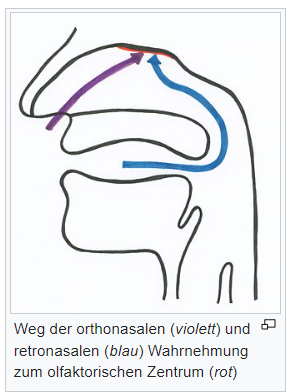 Weg der orthonasalen (violett) und
retronasalen (blau) Wahrnehmung
zum olfaktorischen Zentrum (rot)